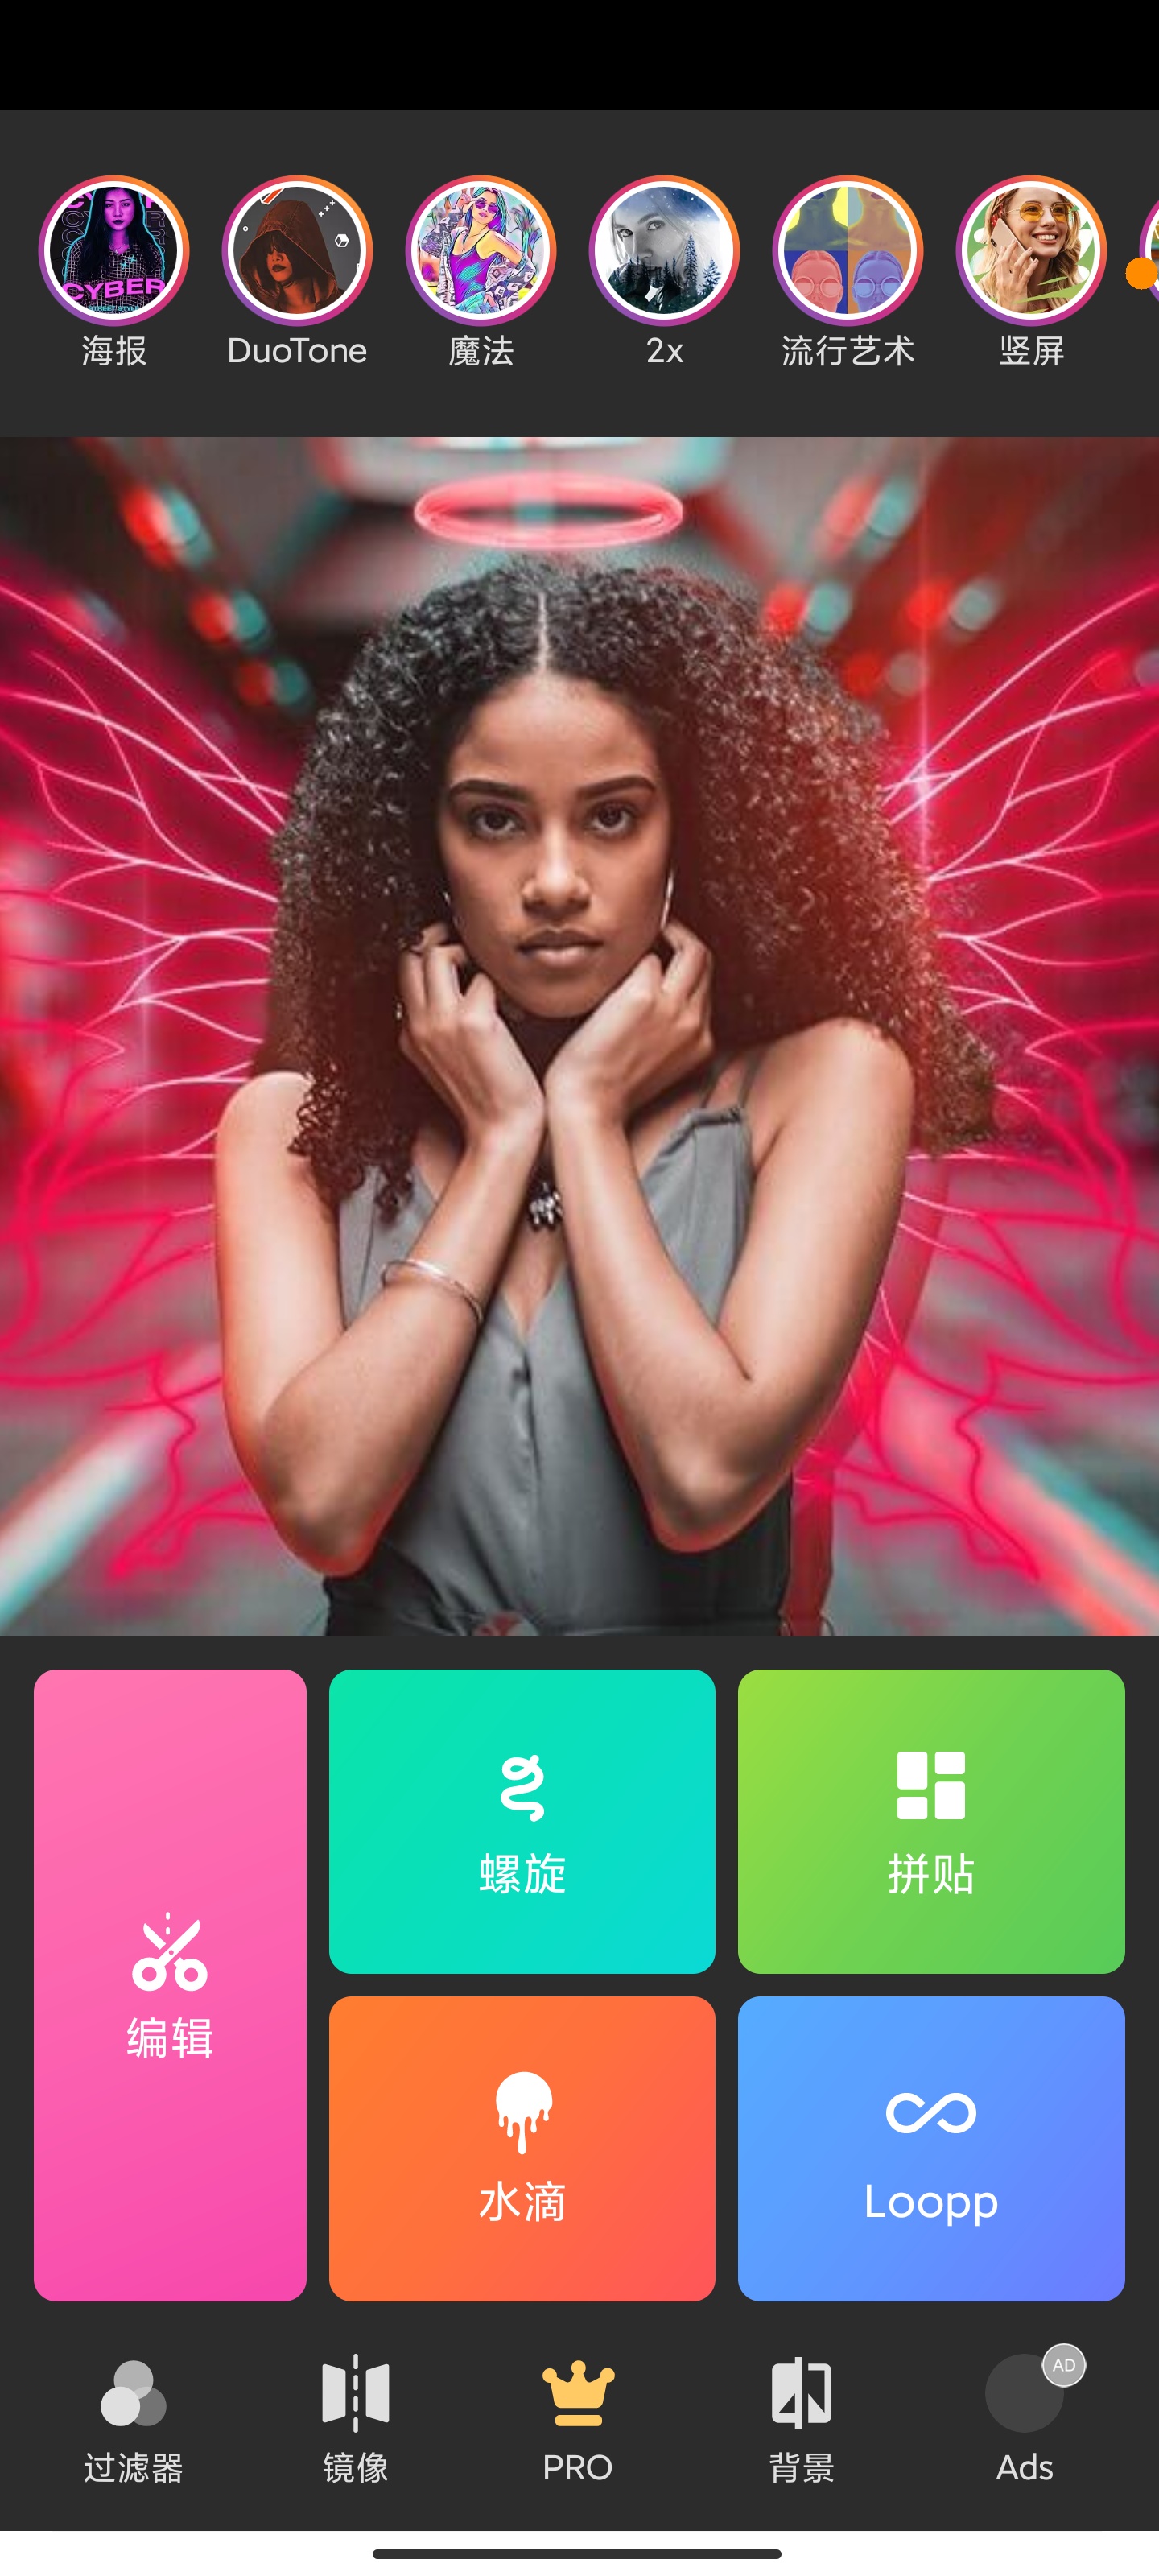 CYBER
海报
DuoTone
魔法
2x
流行艺术
竖屏
螺旋
拼贴
编辑
水滴
Loopp
过滤器
镜像
PRO
背景
AD
Ads